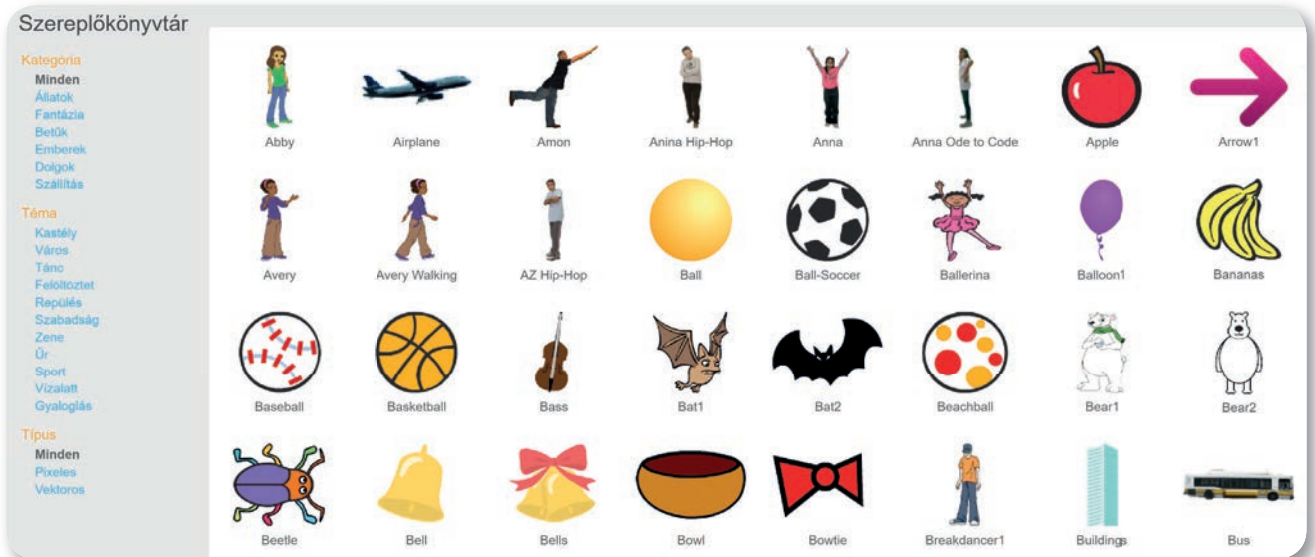 Szereplőkönyvtár
Kategória
Minden
Állatok
Fantázia
Betűk
Emberek
Dolgok
Szállítás
Téma
Kastély
Város
Tánc
Felöltöztet
Repülés
Szabadság
Zene
Űr
Sport
Vízalatt
Gyaloglás
Típus
Minden
Pixeles
Vektoros
Abby Airplane Amon Anina Hip-Hop Anna Anna Ode to Code Apple Arrow1
Avery Avery Walking AZ Hip-Hop Ball Ball-Soccer Ballerina Balloon1 Bananas
Baseball Basketball Bass Bat1 Bat2 Beachball Bear1 Bear2
Beetle Bell Bells Bowl Bowtie Breakdancer1 Buildings Bus